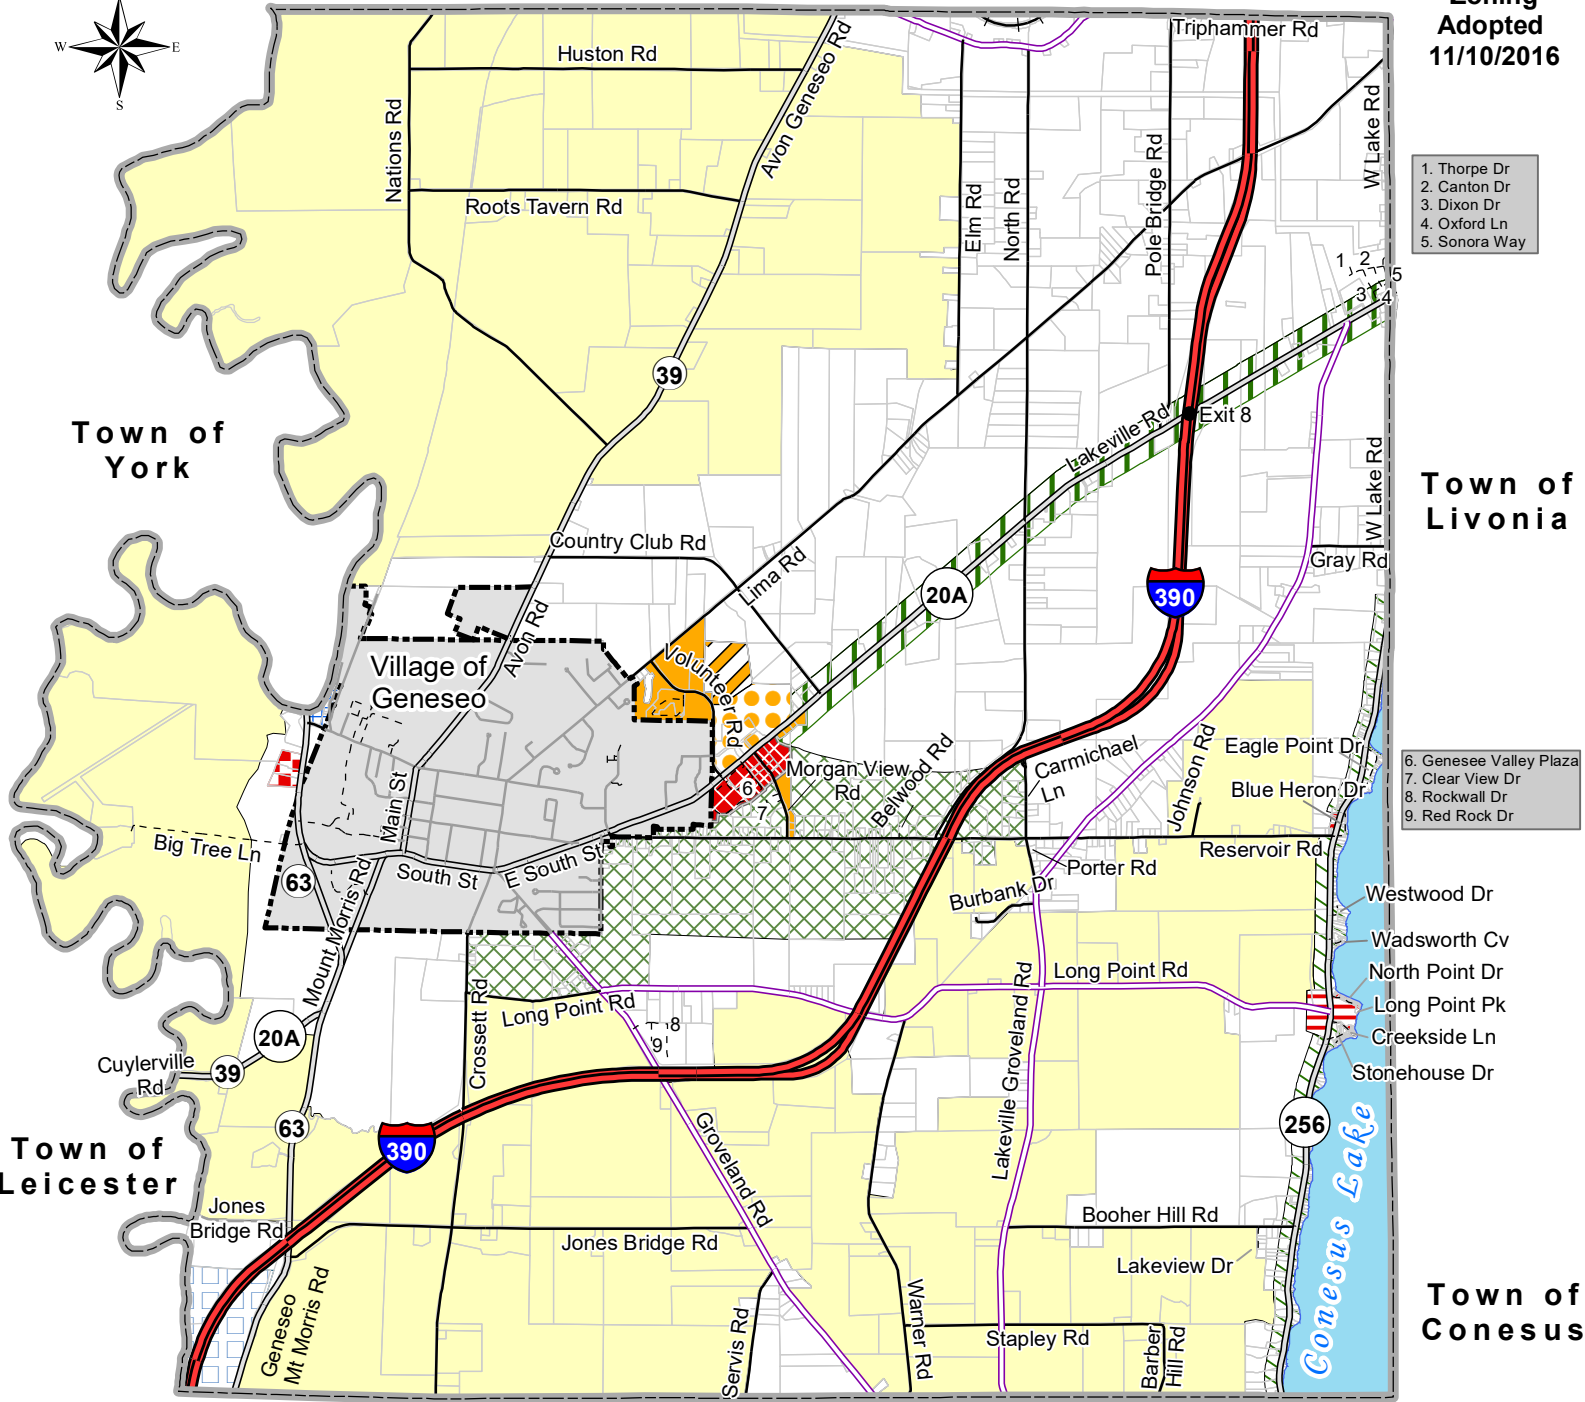 Adopted
11/10/2016
W
E
S
Triphammer Rd
Huston Rd
Avon Geneseo Rd
Nations Rd
W Lake Rd
Pole Bridge Rd
1. Thorpe Dr
2. Canton Dr
3. Dixon Dr
4. Oxford Ln
5. Sonora Way
Roots Tavern Rd
Elm Rd
North Rd
1
2
5
3
4
39
Lakeville Rd
Exit 8
Town of
York
W Lake Rd
Town of
Livonia
Country Club Rd
Gray Rd
Lima Rd
20A
390
Avon Rd
Village of
Geneseo
Volunteer Rd
Belwood Rd
Carmichael
Ln
Johnson Rd
Eagle Point Dr
Morgan View
Rd
Blue Heron Dr
6. Genesee Valley Plaza
7. Clear View Dr
8. Rockwall Dr
9. Red Rock Dr
6
7
Main St
Big Tree Ln
Reservoir Rd
63
South St
E South St
Porter Rd
Burbank Dr
Westwood Dr
Mount Morris Rd
Wadsworth Cv
Long Point Rd
North Point Dr
Crossett Rd
Long Point Rd
Long Point Pk
8
9
20A
Creekside Ln
Cuylerville
Rd
39
Stonehouse Dr
Lakeville Groveland Rd
63
256
390
Groveland Rd
Town of
Leicester
Conesus Lake
Jones
Bridge Rd
Booher Hill Rd
Jones Bridge Rd
Lakeview Dr
Geneseo
Mt Morris Rd
Servis Rd
Warner Rd
Stapley Rd
Barber
Hill Rd
Town of
Conesus